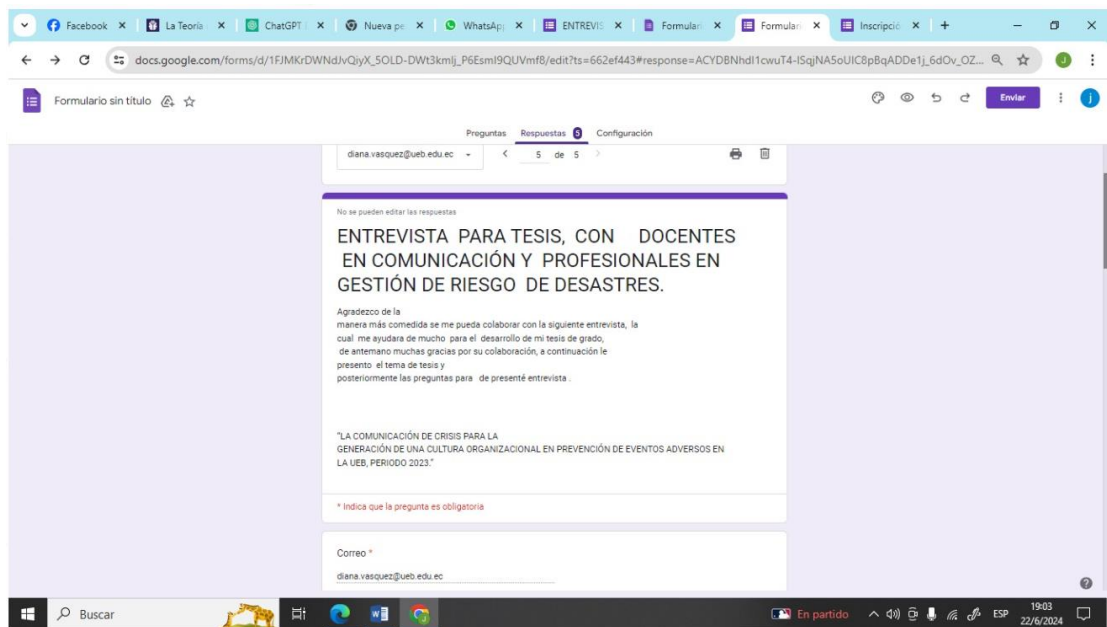 Facebook
La Teoría
ChatGPT
Nueva pe
WhatsAp
ENTREVIS
Formular
Formular
Inscripció
docs.google.com/forms/d/1FJMKrDWNdJvQiyX_5OLD-DWt3kmIj_P6EsmI9QUVmf8/edit?ts=662ef443#response=ACYDBNhdI1cwuT4-ISqjNA5oUIC8pBqADDe1j_6dOv_OZ...
J
Formulario sin título
Enviar
j
Preguntas Respuestas 5 Configuración
diana.vasquez@ueb.edu.ec 5 de 5
No se pueden editar las respuestas
ENTREVISTA PARA TESIS, CON DOCENTES
EN COMUNICACIÓN Y PROFESIONALES EN
GESTIÓN DE RIESGO DE DESASTRES.
Agradezco de la
manera más comedida se me pueda colaborar con la siguiente entrevista, la
cual me ayudara de mucho para el desarrollo de mi tesis de grado,
de antemano muchas gracias por su colaboración, a continuación le
presento el tema de tesis y
posteriormente las preguntas para de presenté entrevista .
"LA COMUNICACIÓN DE CRISIS PARA LA
GENERACIÓN DE UNA CULTURA ORGANIZACIONAL EN PREVENCIÓN DE EVENTOS ADVERSOS EN
LA UEB, PERIODO 2023."
* Indica que la pregunta es obligatoria
Correo *
diana.vasquez@ueb.edu.ec
Buscar
En partido
ESP
19:03
22/6/2024